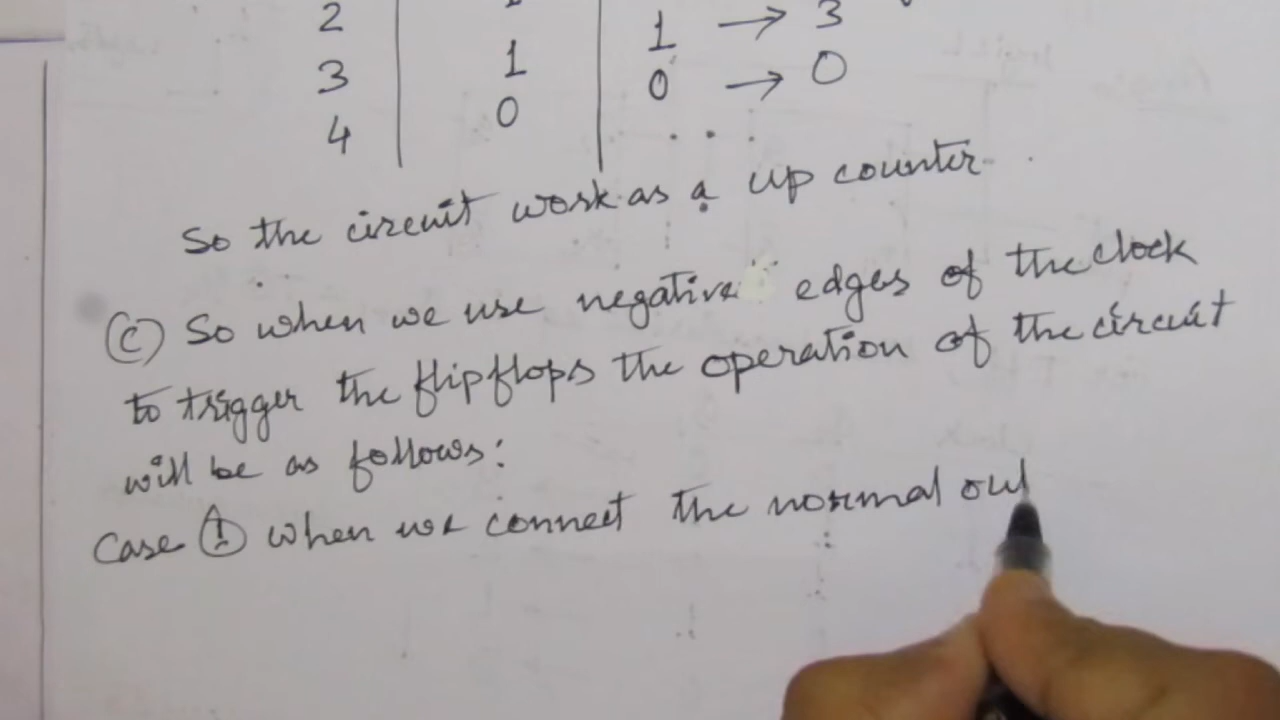 2 1 → 3
3 1 0 → 0
4 0 . . .
So the circuit work as a up counter
(C) So when we use negative edges of the clock
to trigger the flipflops the operation of the circuit
will be as follows:
Case ① when we connect the normal out